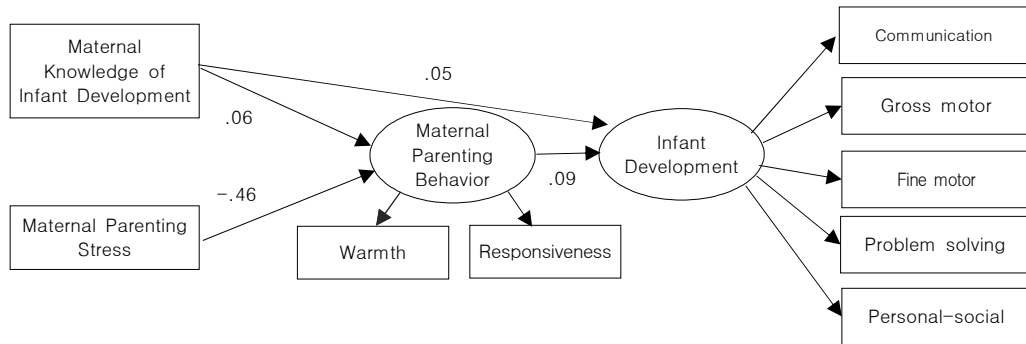 Maternal
Knowledge of
Infant Development
.05
.06
Maternal
Parenting
Behavior
-.46
Maternal Parenting
Stress
.09
Infant
Development
Warmth
Responsiveness
Communication
Gross motor
Fine motor
Problem solving
Personal-social